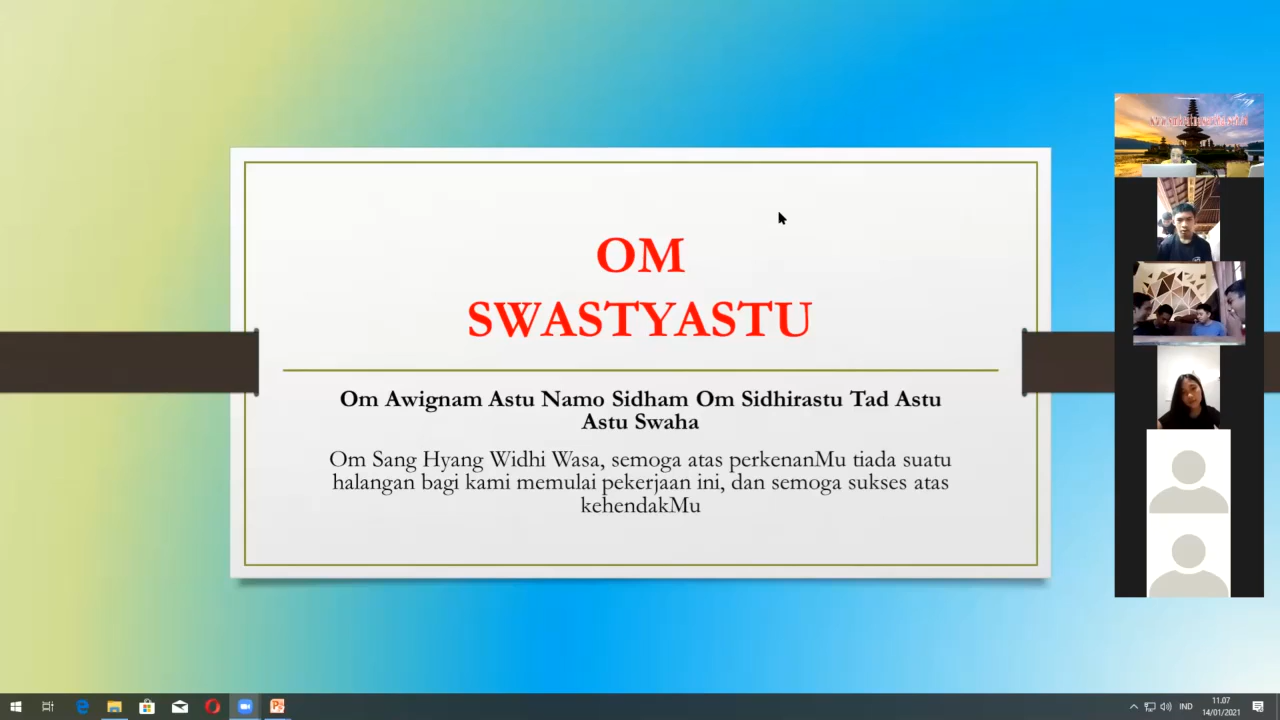 OM
SWASTYASTU
Om Awignam Astu Namo Sidham Om Sidhirastu Tad Astu
Astu Swaha
Om Sang Hyang Widhi Wasa, semoga atas perkenanMu tiada suatu
halangan bagi kami memulai pekerjaan ini, dan semoga sukses atas
kehendakMu
IND
11.07
14/01/2021